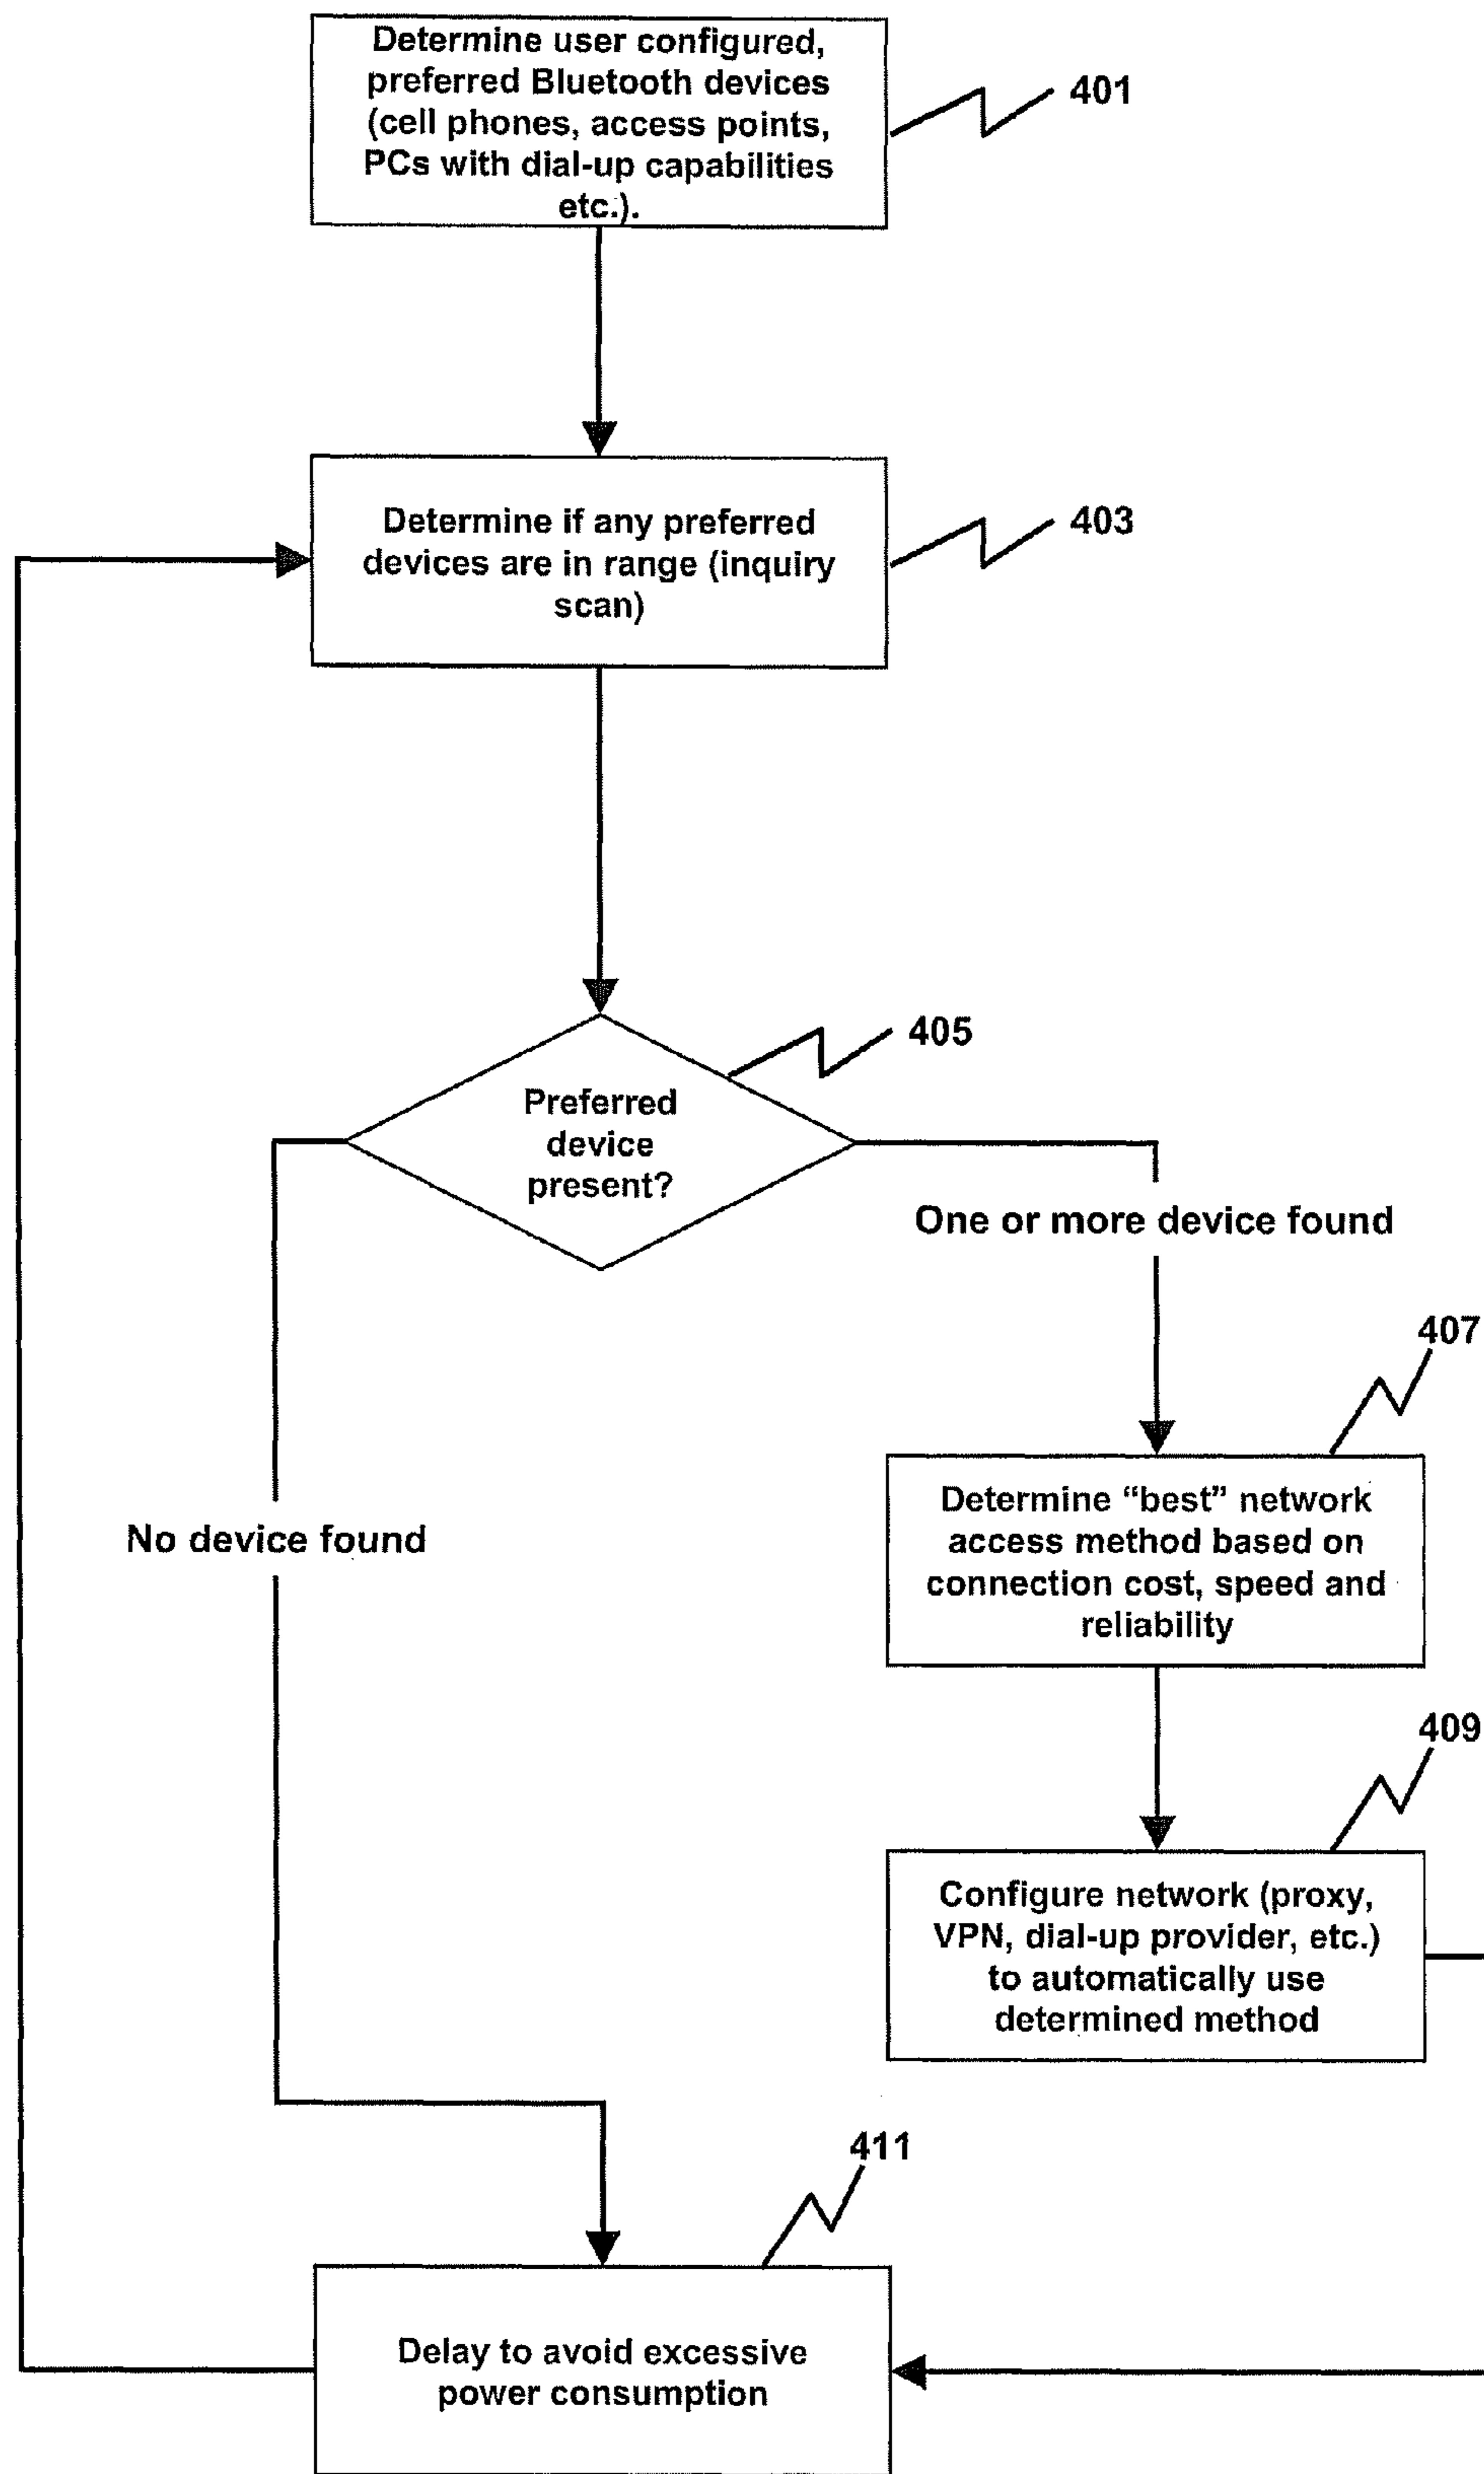 Determine user configured,
preferred Bluetooth devices
(cell phones, access points,
PCs with dial-up capabilities
etc.).
401
Determine if any preferred
devices are in range (inquiry
scan)
403
405
Preferred
device
present?
One or more device found
407
Determine “best” network
access method based on
connection cost, speed and
reliability
No device found
409
Configure network (proxy,
VPN, dial-up provider, etc.)
to automatically use
determined method
411
Delay to avoid excessive
power consumption